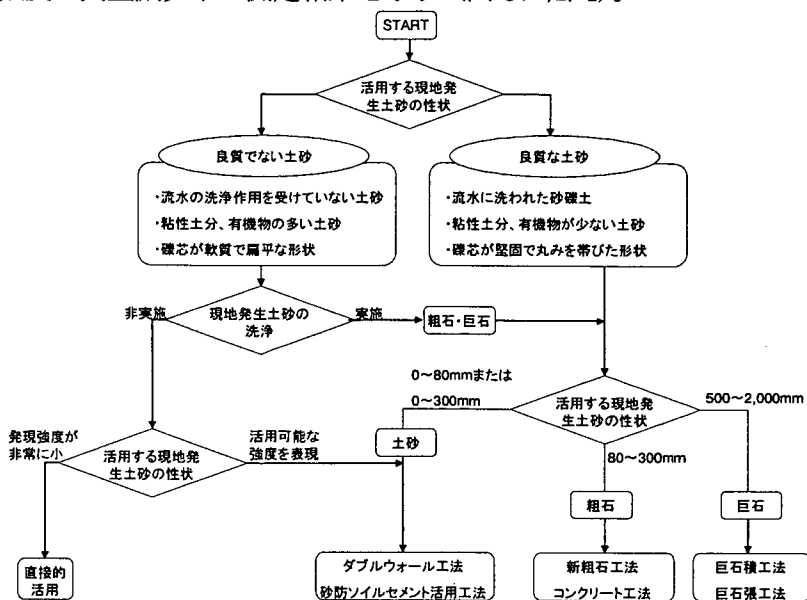 START
活用する現地発
生土砂の性状
良質でない土砂
・流水の洗浄作用を受けていない土砂
・粘性土分、有機物の多い土砂
・礫芯が軟質で扁平な形状
良質な土砂
・流水に洗われた砂礫土
・粘性土分、有機物が少ない土砂
・礫芯が堅固で丸みを帯びた形状
非実施
現地発生土砂の
洗浄
実施
粗石・巨石
0～80mmまたは
0～300mm
活用する現地発
生土砂の性状
500～2,000mm
80～300mm
発現強度が
非常に小
活用する現地発
生土砂の性状
活用可能な
強度を表現
土砂
粗石
巨石
直接的
活用
ダブルウォール工法
砂防ソイルセメント活用工法
新粗石工法
コンクリート工法
巨石積工法
巨石張工法